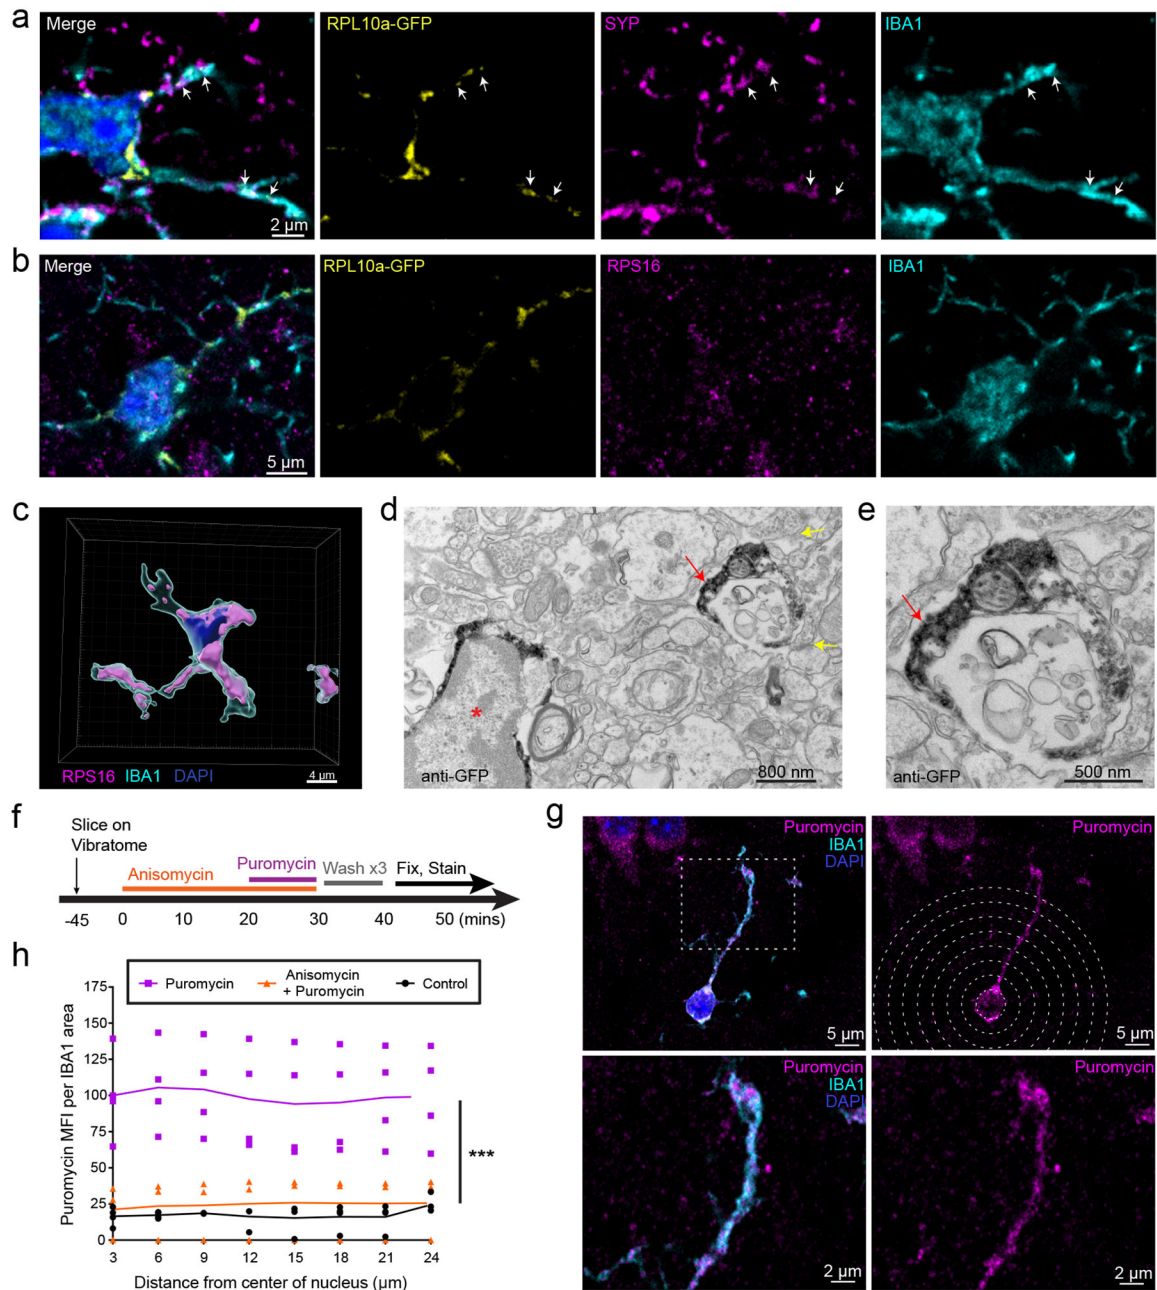 a
Merge
RPL10a-GFP
SYP
IBA1
2 µm
b
Merge
RPL10a-GFP
RPS16
IBA1
5 µm
c
RPS16 IBA1 DAPI
4 µm
d
*
anti-GFP
800 nm
e
anti-GFP
500 nm
f
Slice on
Vibratome
Anisomycin
Puromycin
Wash x3
Fix, Stain
-45 0 10 20 30 40 50 (mins)
g
Puromycin
IBA1
DAPI
5 µm
Puromycin
5 µm
Puromycin
IBA1
DAPI
2 µm
Puromycin
2 µm
h
Puromycin
Anisomycin
+ Puromycin
Control
Puromycin MFI per IBA1 area
175
150
125
100
75
50
25
0
***
3 6 9 12 15 18 21 24
Distance from center of nucleus (µm)